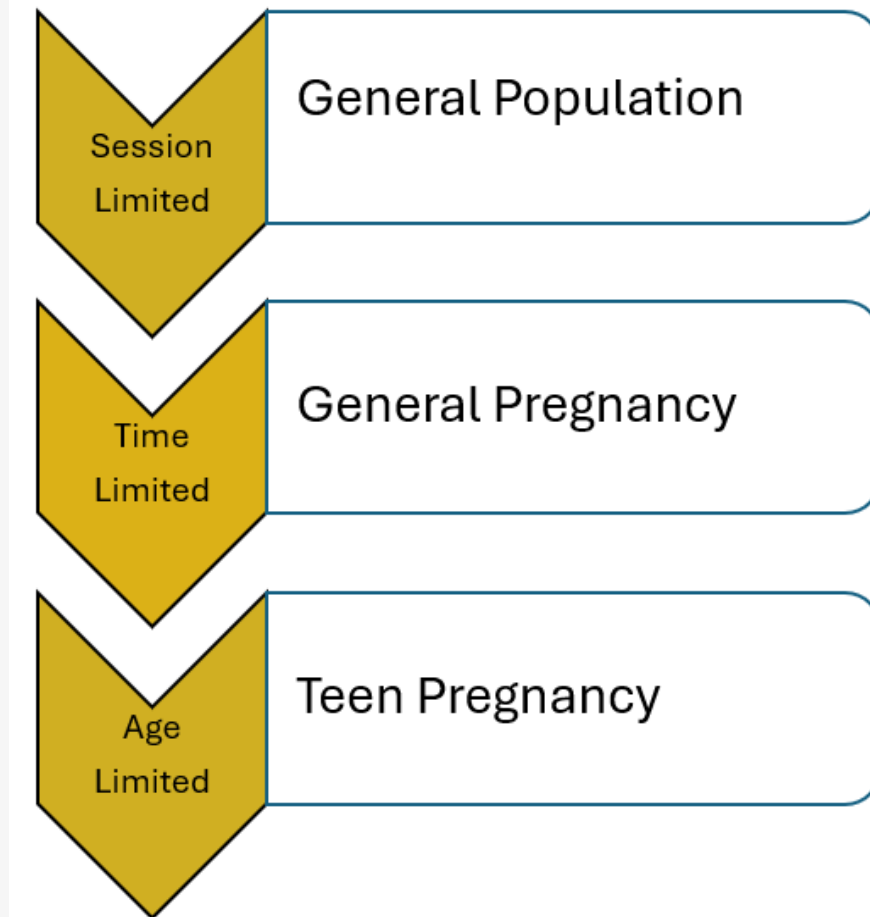 General Population
Session
Limited
General Pregnancy
Time
Limited
Teen Pregnancy
Age
Limited